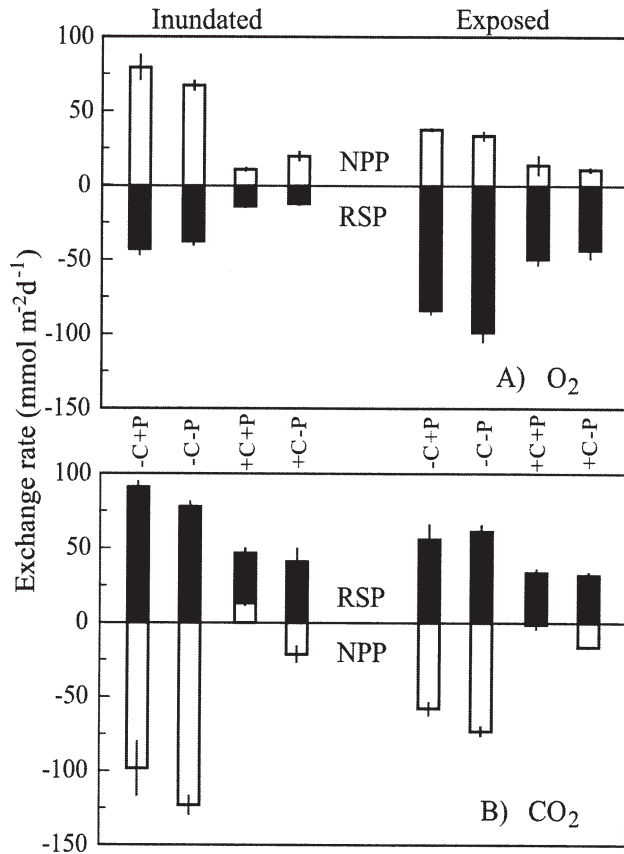 Inundated Exposed
100
50
0
-50
-100
-150
NPP
RSP
A) O₂
Exchange rate (mmol m⁻²d⁻¹)
-C+P -C-P +C+P +C-P -C+P -C-P +C+P +C-P
100
50
0
-50
-100
-150
RSP
NPP
B) CO₂